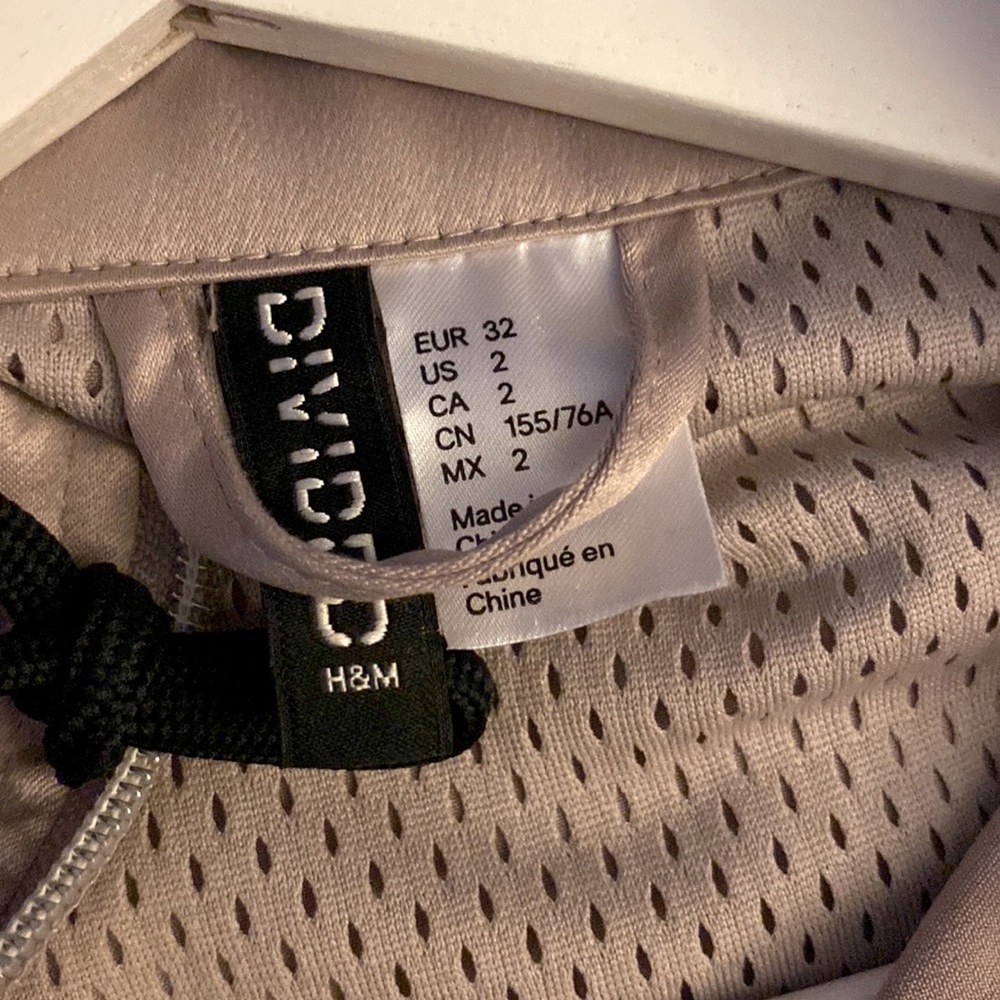 DIVIDED
H&M
EUR 32
US 2
CA 2
CN 155/76A
MX 2
Made
Fabriqué en
Chine